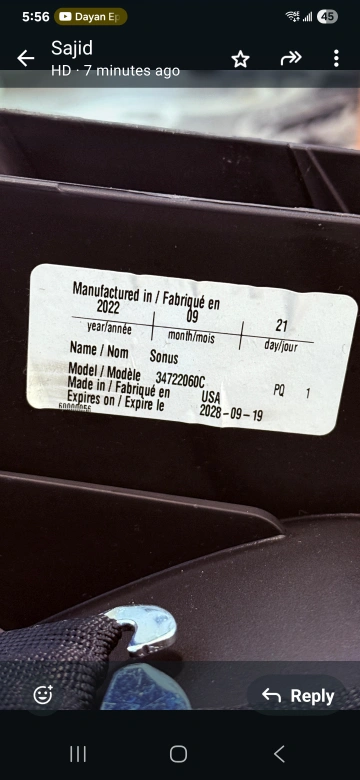 5:56
Dayan Ep
45
Sajid
HD · 7 minutes ago
Manufactured in / Fabriqué en
2022 09 21
year/année month/mois day/jour
Name / Nom Sonus
Model / Modèle 34722060C
PQ 1
Made in / Fabriqué en USA
Expires on / Expire le 2028-09-19
Reply